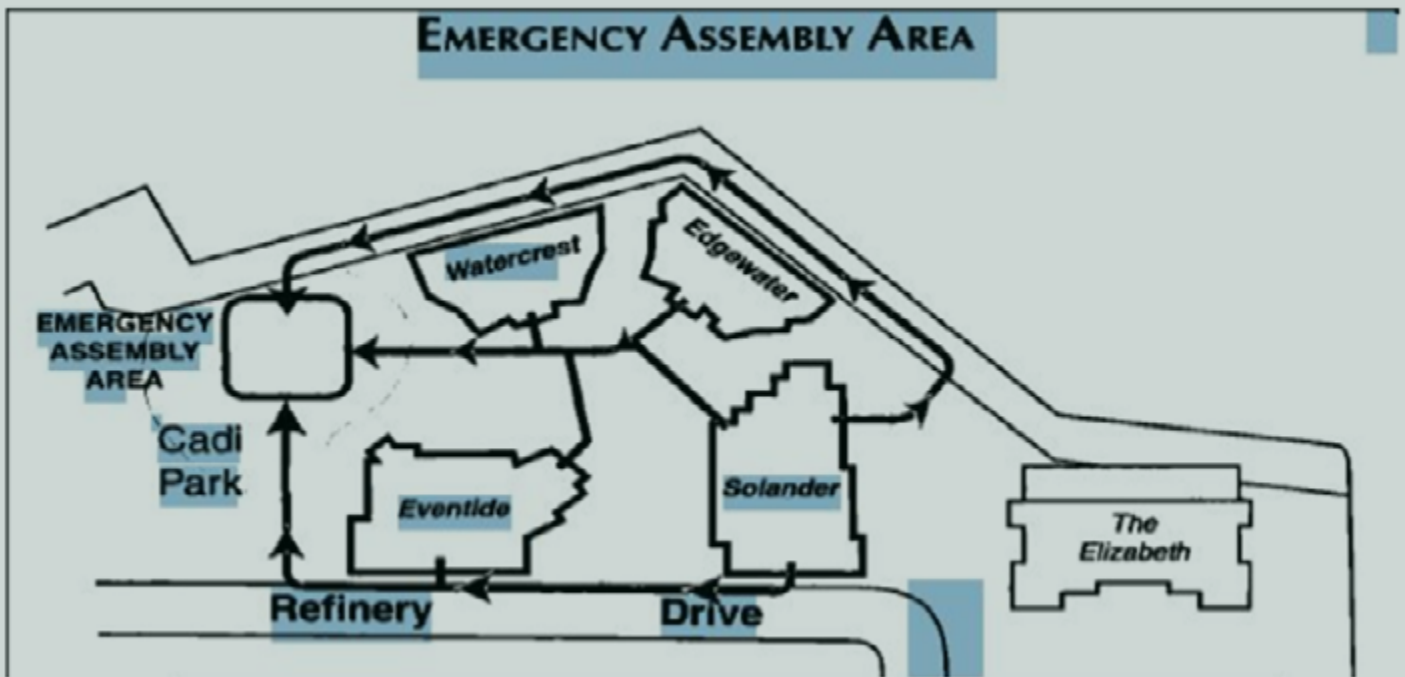 EMERGENCY ASSEMBLY AREA
Watercrest
Edgewater
EMERGENCY
ASSEMBLY
AREA
Cadi
Park
Eventide
Solander
The
Elizabeth
Refinery Drive